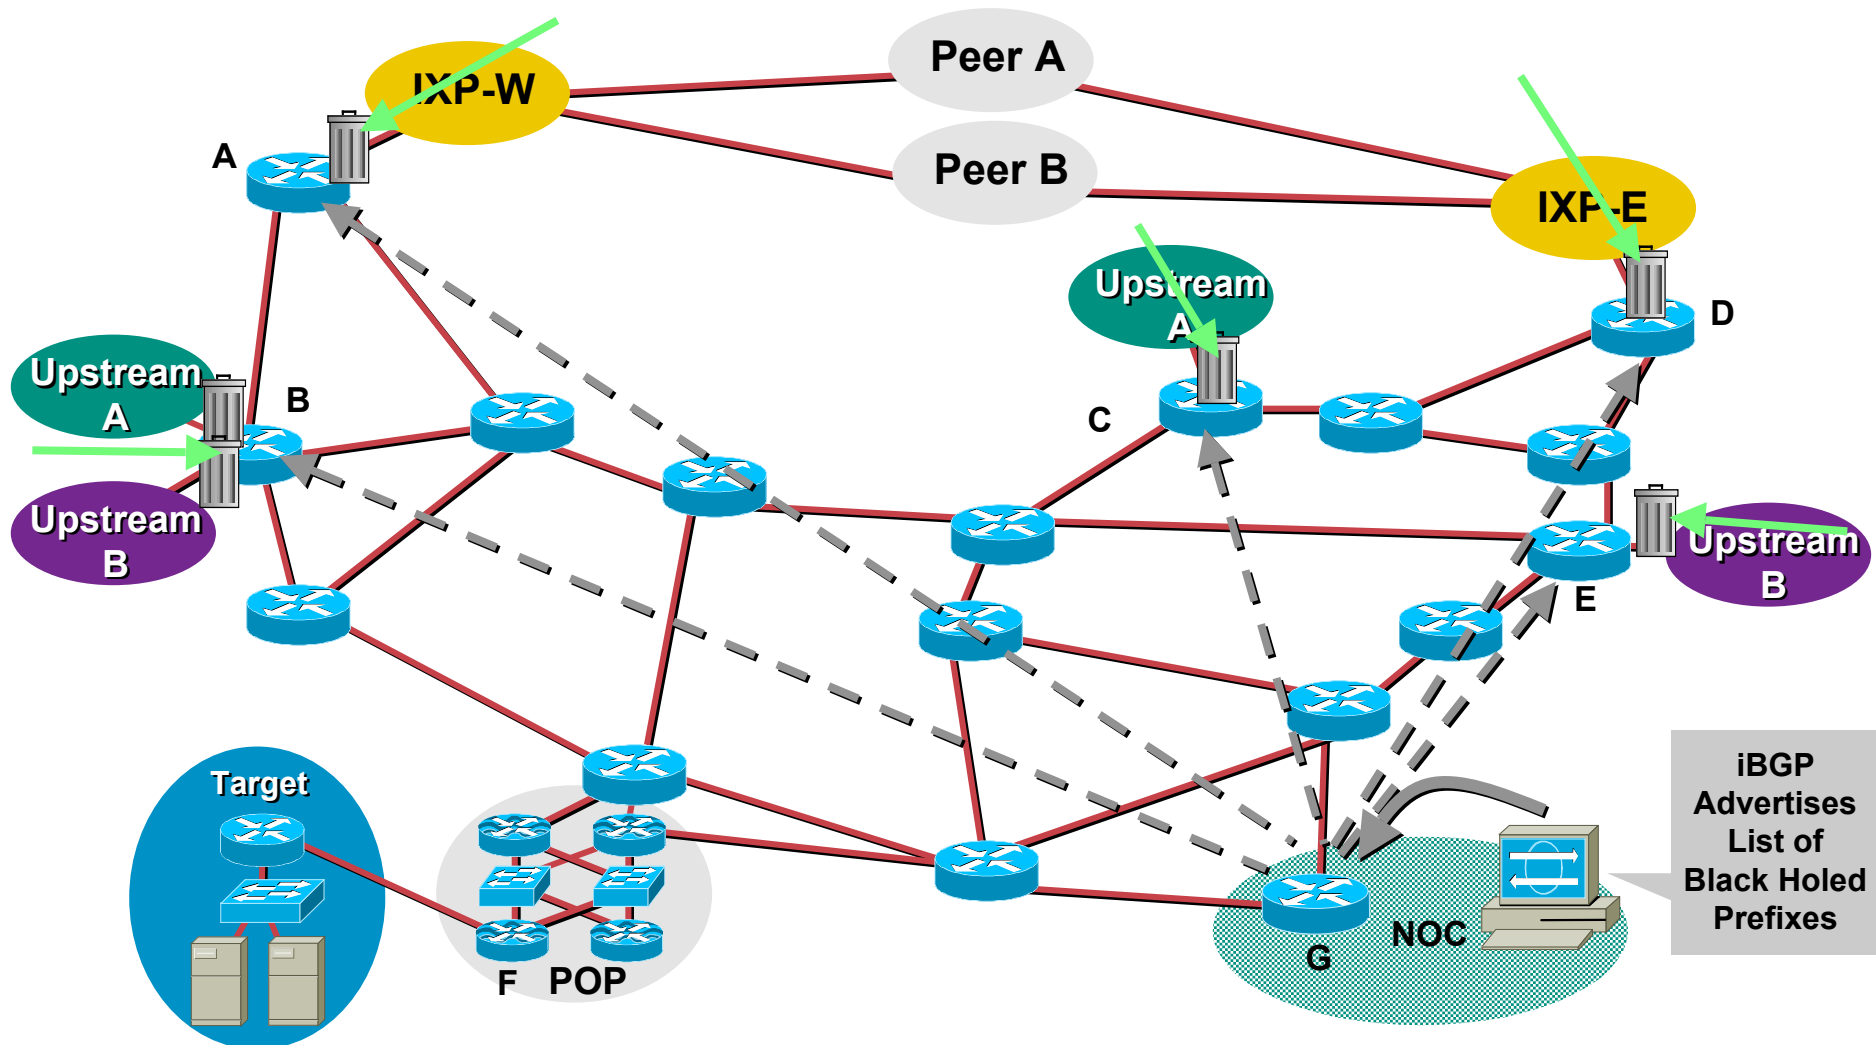 IXP-W
Peer A
Peer B
A
IXP-E
Upstream
A
D
Upstream
A
B
C
Upstream
B
Upstream
B
E
Target
iBGP
Advertises
List of
Black Holed
Prefixes
NOC
G
F
POP